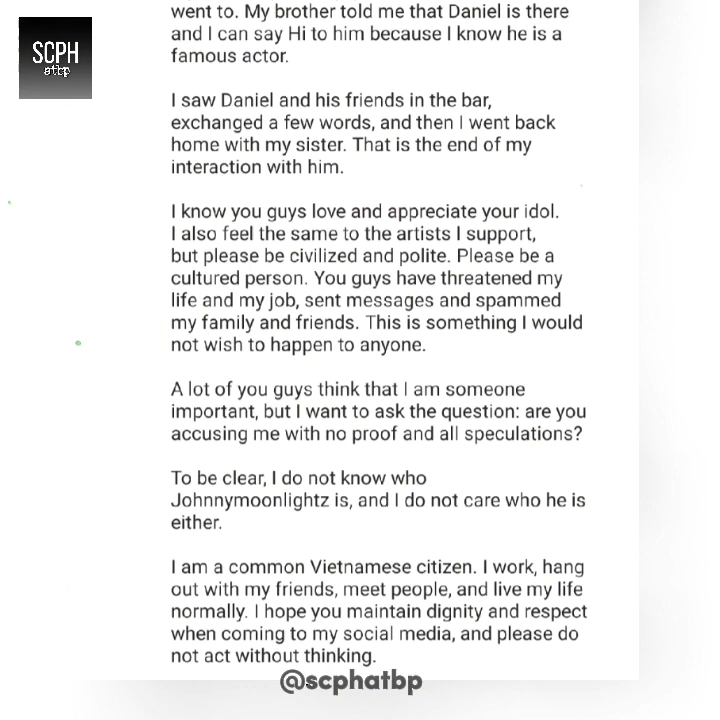 went to. My brother told me that Daniel is there
and I can say Hi to him because I know he is a
famous actor.
SCPH
atbp
I saw Daniel and his friends in the bar,
exchanged a few words, and then I went back
home with my sister. That is the end of my
interaction with him.
I know you guys love and appreciate your idol.
I also feel the same to the artists I support,
but please be civilized and polite. Please be a
cultured person. You guys have threatened my
life and my job, sent messages and spammed
my family and friends. This is something I would
not wish to happen to anyone.
A lot of you guys think that I am someone
important, but I want to ask the question: are you
accusing me with no proof and all speculations?
To be clear, I do not know who
Johnnymoonlightz is, and I do not care who he is
either.
I am a common Vietnamese citizen. I work, hang
out with my friends, meet people, and live my life
normally. I hope you maintain dignity and respect
when coming to my social media, and please do
not act without thinking.
@scphatbp